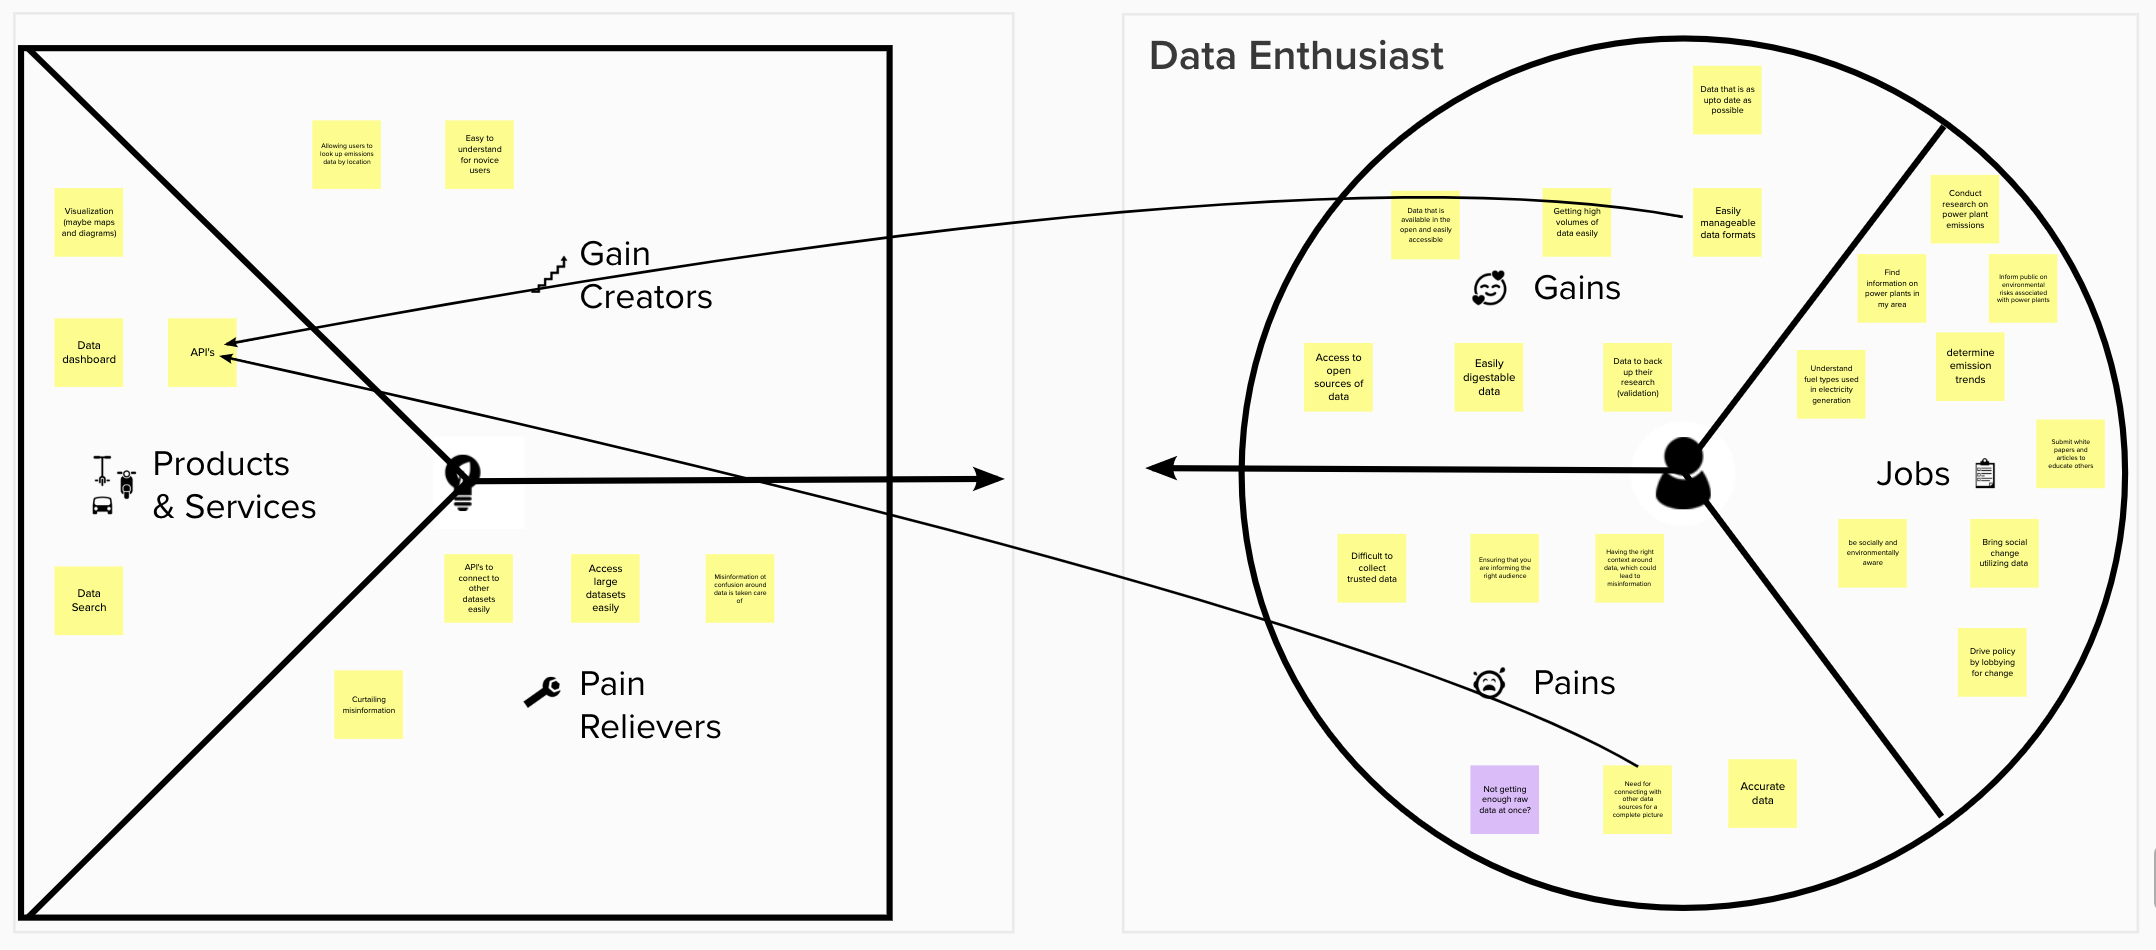 Data Enthusiast
Allowing users to
look up emissions
data by location
Easy to
understand
for novice
users
Visualization
(maybe maps
and diagrams)
Gain
Creators
Data
dashboard
API's
Products
& Services
Data
Search
API's to
connect to
other
datasets
easily
Access
large
datasets
easily
Misinformation ot
confusion around
data is taken care
of
Curtailing
misinformation
Pain
Relievers
Data that is as
upto date as
possible
Data that is
available in the
open and easily
accessible
Getting high
volumes of
data easily
Easily
manageable
data formats
Gains
Access to
open
sources of
data
Easily
digestable
data
Data to back
up their
research
(validation)
Conduct
research on
power plant
emissions
Find
information on
power plants in
my area
Inform public on
environmental
risks associated
with power plants
Understand
fuel types used
in electricity
generation
determine
emission
trends
Submit white
papers and
articles to
educate others
Jobs
be socially and
environmentally
aware
Bring social
change
utilizing data
Drive policy
by lobbying
for change
Difficult to
collect
trusted data
Ensuring that you
are informing the
right audience
Having the right
context around
data, which could
lead to
misinformation
Pains
Not getting
enough raw
data at once?
Need for
connecting with
other data
sources for a
complete picture
Accurate
data